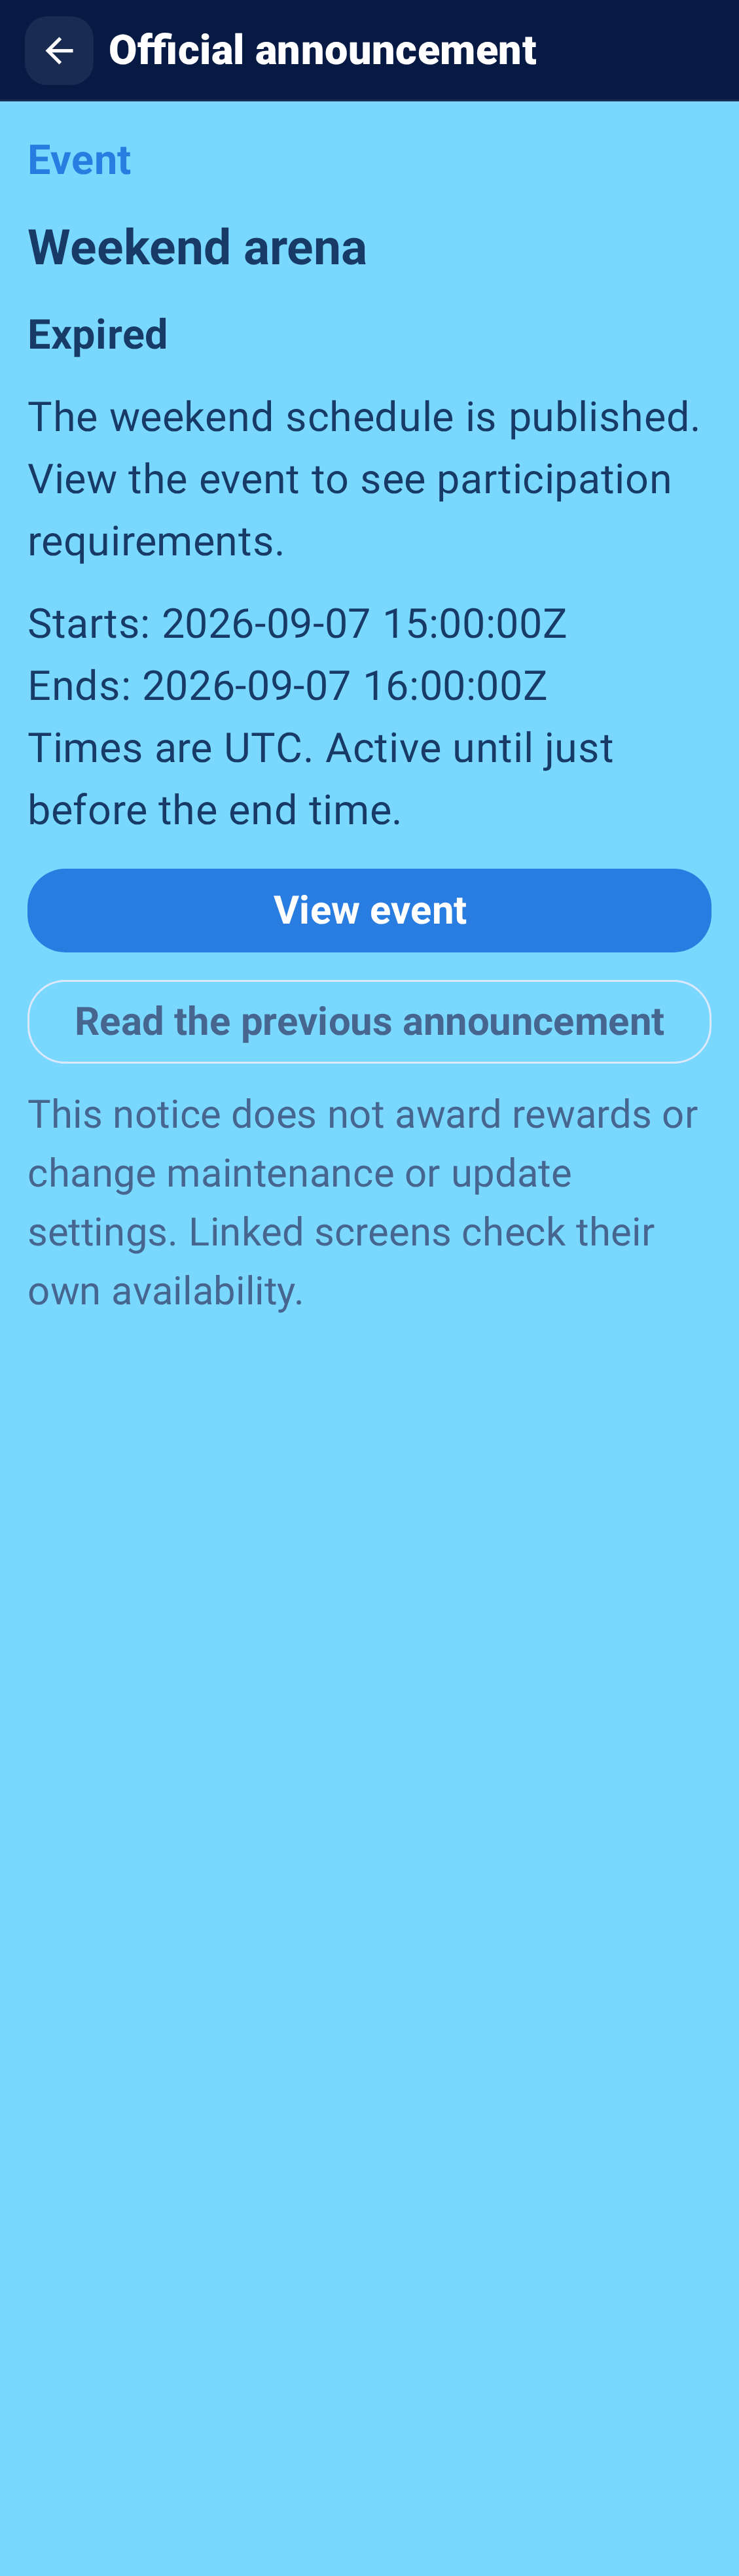 Official announcement
Event
Weekend arena
Expired
The weekend schedule is published.
View the event to see participation
requirements.
Starts: 2026-09-07 15:00:00Z
Ends: 2026-09-07 16:00:00Z
Times are UTC. Active until just
before the end time.
View event
Read the previous announcement
This notice does not award rewards or
change maintenance or update
settings. Linked screens check their
own availability.